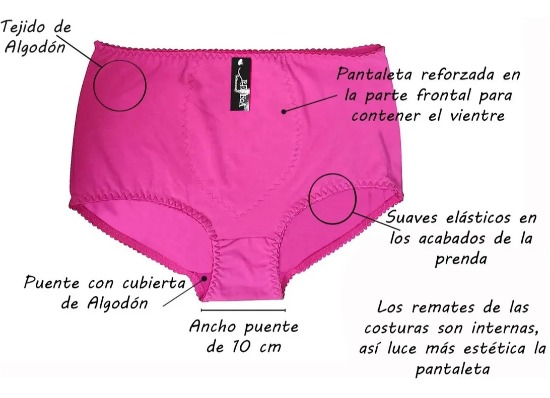 Tejido de
Algodón
Pantaleta reforzada en
la parte frontal para
contener el vientre
Suaves elásticos en
los acabados de la
prenda
Puente con cubierta
de Algodón
Ancho puente
de 10 cm
Los remates de las
costuras son internas,
así luce más estética la
pantaleta